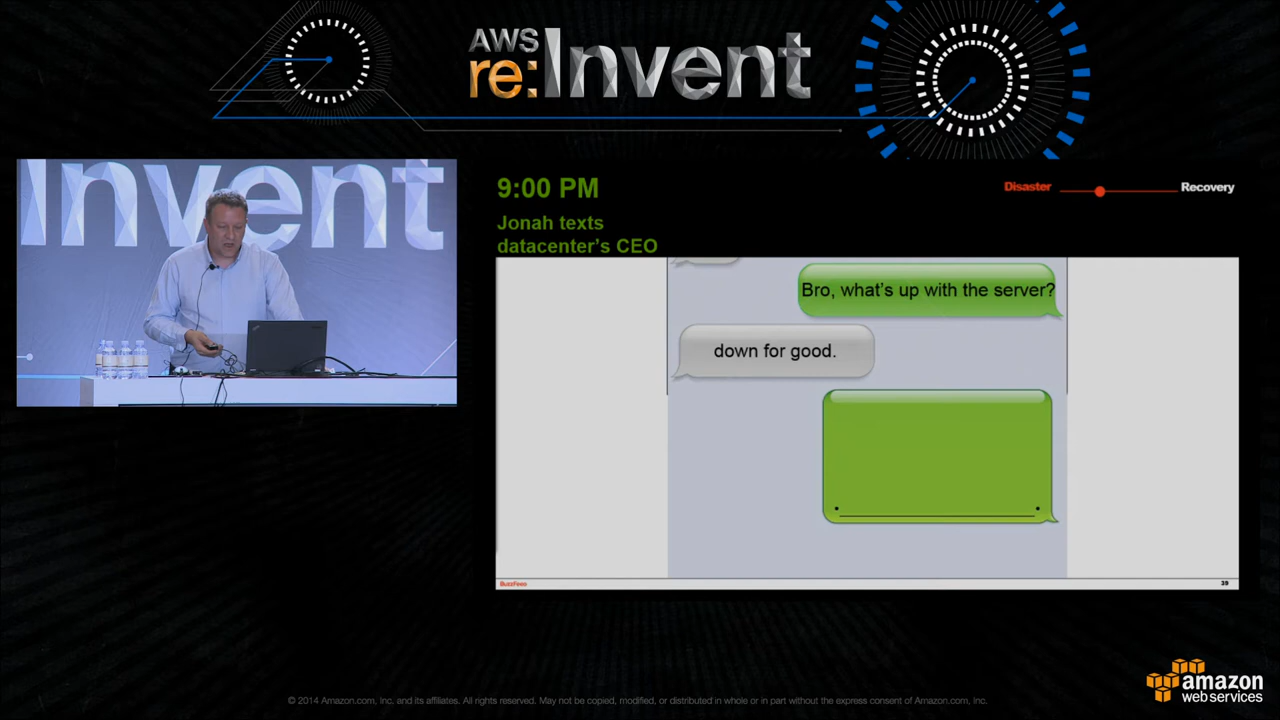 AWS
re:Invent
Invent
9:00 PM
Jonah texts
datacenter's CEO
Disaster
Recovery
Bro, what's up with the server?
down for good.
BuzzFeed
39
amazon
web services
© 2014 Amazon.com, Inc, and its affiliates. All rights reserved. May not be copied, modified, or distributed in whole or in part without the express consent of Amazon.com, Inc.